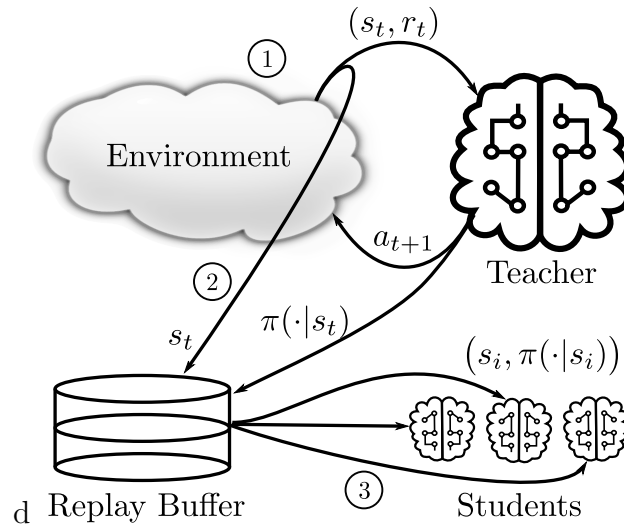 (s_t, r_t)
1
Environment
a_{t+1}
Teacher
2
π(·|s_t)
s_t
(s_i, π(·|s_i))
3
d Replay Buffer
Students